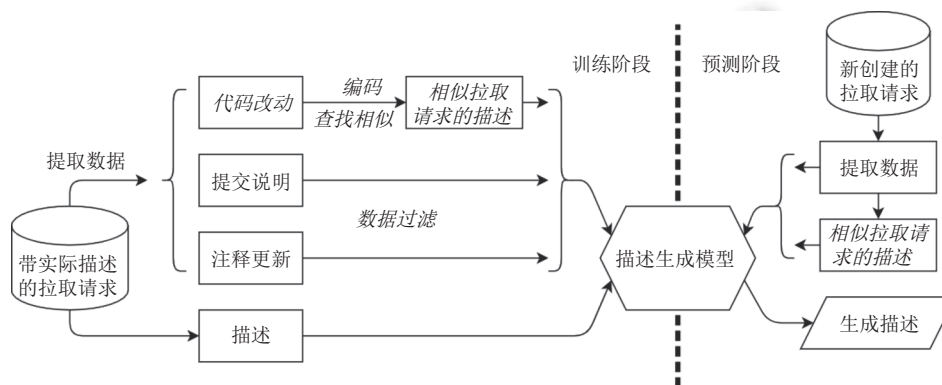 训练阶段
预测阶段
新创建的
拉取请求
代码改动
编码
查找相似
相似拉取
请求的描述
提取数据
提交说明
提取数据
数据过滤
相似拉取请
求的描述
带实际描述
的拉取请求
注释更新
描述生成模型
描述
生成描述